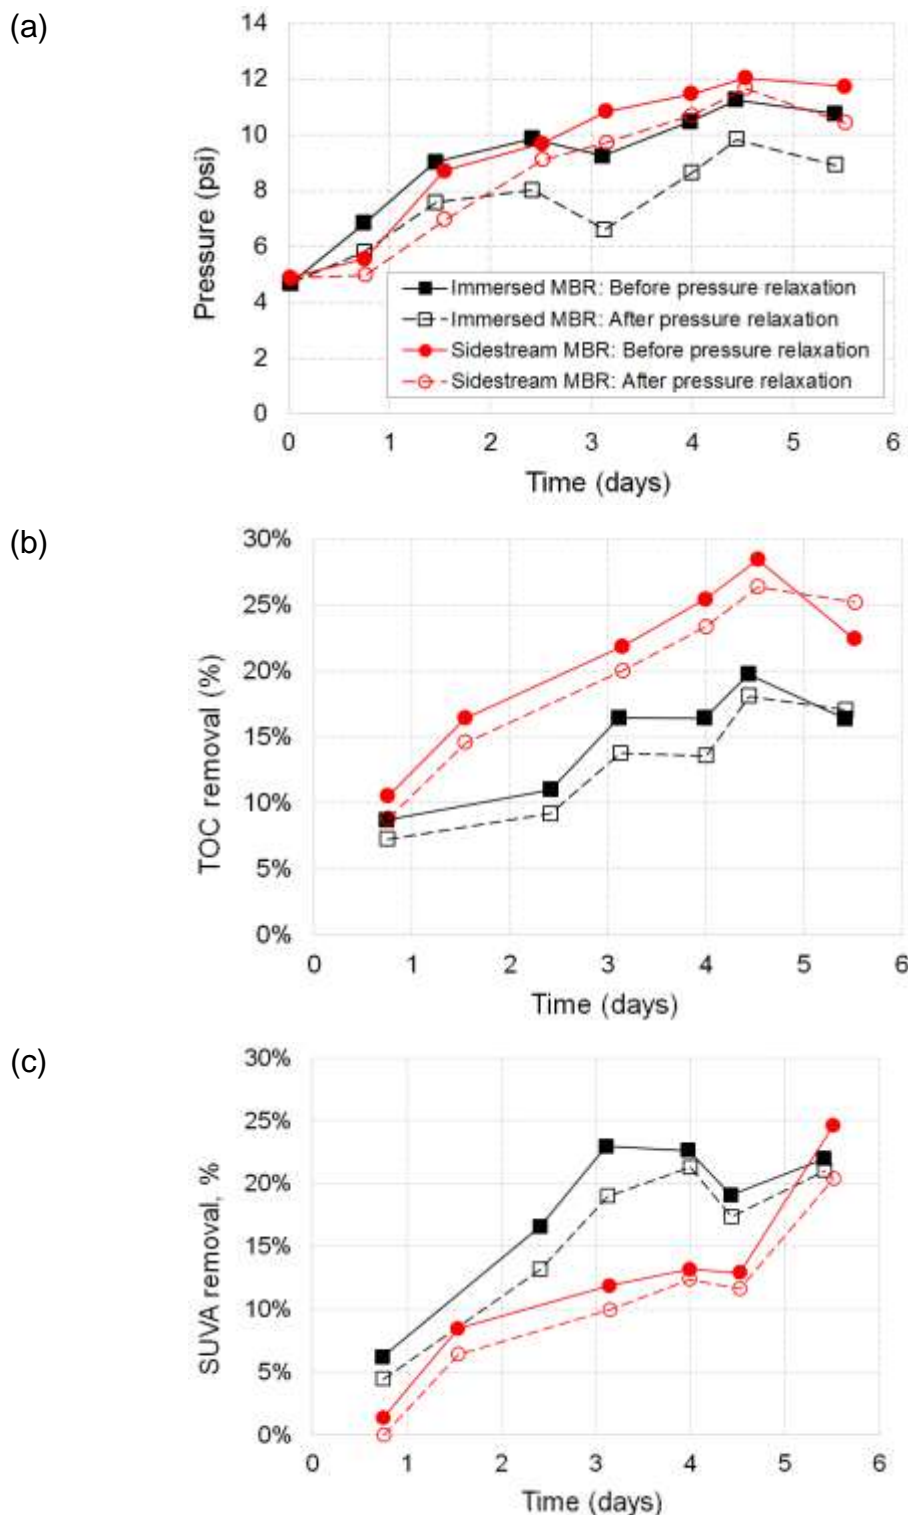 (a)
14
12
10
8
6
4
2
0
Pressure (psi)
Immersed MBR: Before pressure relaxation
Immersed MBR: After pressure relaxation
Sidestream MBR: Before pressure relaxation
Sidestream MBR: After pressure relaxation
0 1 2 3 4 5 6
Time (days)
(b)
30%
25%
20%
15%
10%
5%
0%
TOC removal (%)
0 1 2 3 4 5 6
Time (days)
(c)
30%
25%
20%
15%
10%
5%
0%
SUVA removal, %
0 1 2 3 4 5 6
Time (days)